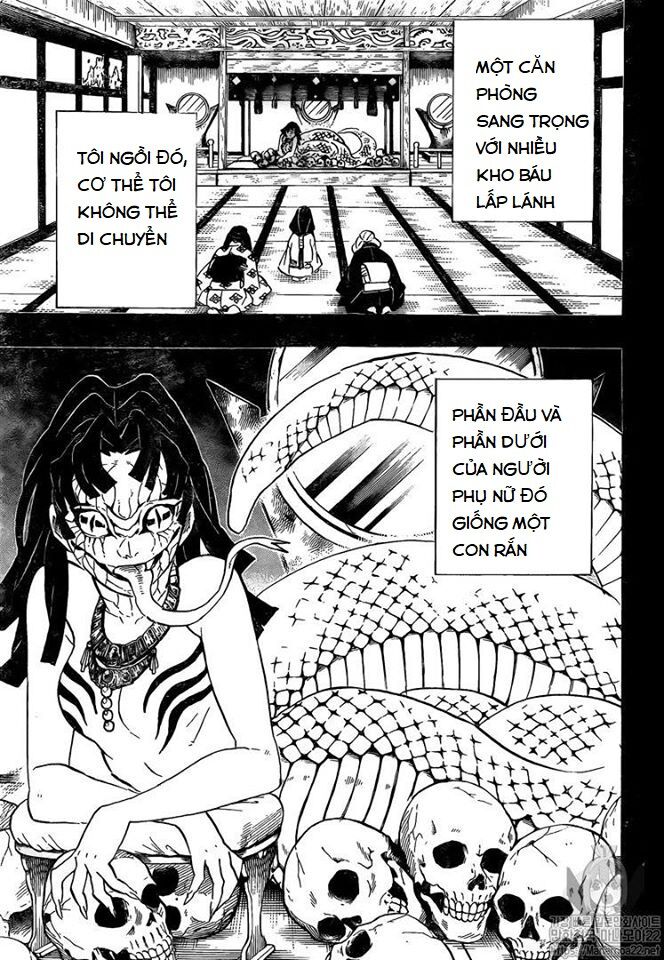 MỘT CĂN
PHÒNG
SANG TRỌNG
VỚI NHIỀU
KHO BÁU
LẤP LÁNH
TÔI NGỒI ĐÓ,
CƠ THỂ TÔI
KHÔNG THỂ
DI CHUYỂN
PHẦN ĐẦU VÀ
PHẦN DƯỚI
CỦA NGƯỜI
PHỤ NỮ ĐÓ
GIỐNG MỘT
CON RẮN